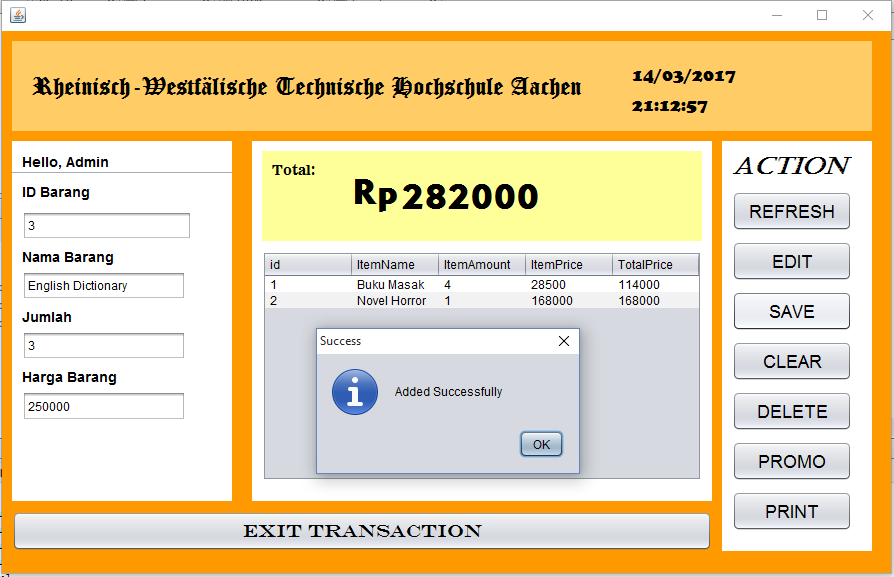 Rheinisch-Westfälische Technische Hochschule Aachen
14/03/2017
21:12:57
Hello, Admin
ID Barang
3
Nama Barang
English Dictionary
Jumlah
3
Harga Barang
250000
Total:
Rp282000
id ItemName ItemAmount ItemPrice TotalPrice
1 Buku Masak 4 28500 114000
2 Novel Horror 1 168000 168000
Success
Added Successfully
OK
ACTION
REFRESH
EDIT
SAVE
CLEAR
DELETE
PROMO
PRINT
EXIT TRANSACTION